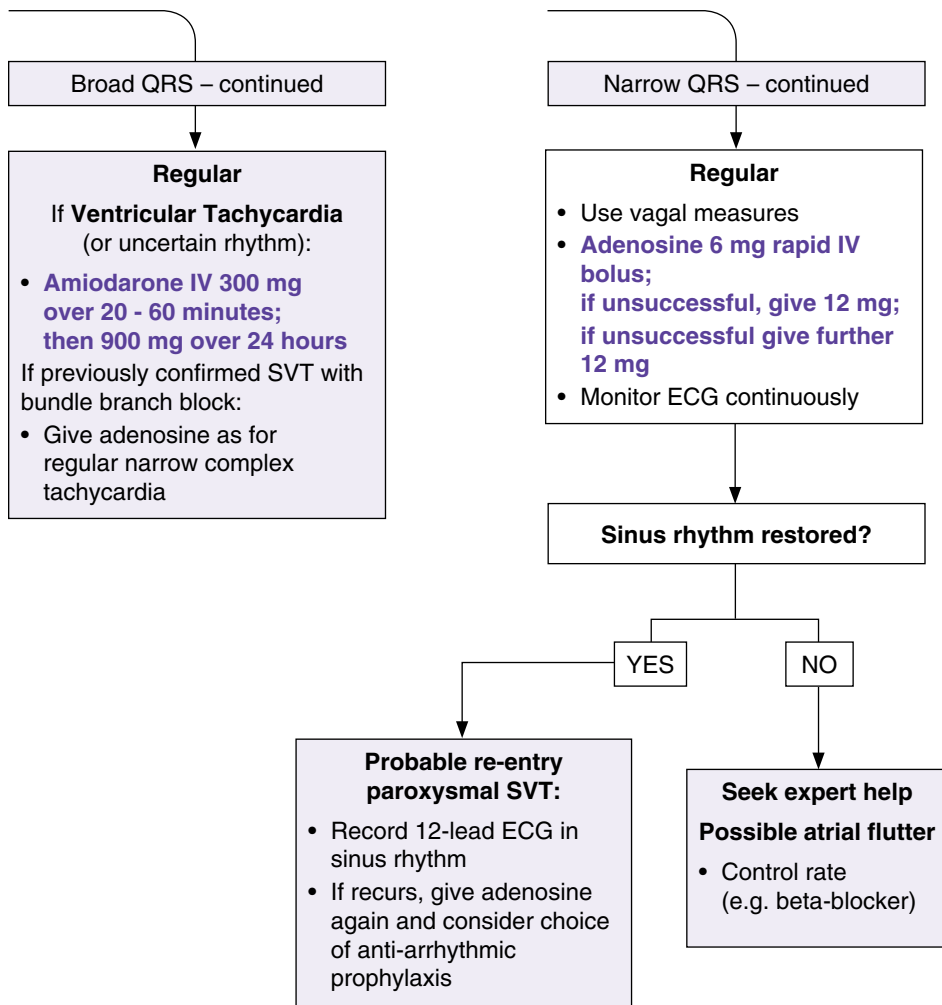 Broad QRS – continued
Regular
If Ventricular Tachycardia
(or uncertain rhythm):
• Amiodarone IV 300 mg
over 20 - 60 minutes;
then 900 mg over 24 hours
If previously confirmed SVT with
bundle branch block:
• Give adenosine as for
regular narrow complex
tachycardia
Narrow QRS – continued
Regular
• Use vagal measures
• Adenosine 6 mg rapid IV
bolus;
if unsuccessful, give 12 mg;
if unsuccessful give further
12 mg
• Monitor ECG continuously
Sinus rhythm restored?
YES
NO
Probable re-entry
paroxysmal SVT:
• Record 12-lead ECG in
sinus rhythm
• If recurs, give adenosine
again and consider choice
of anti-arrhythmic
prophylaxis
Seek expert help
Possible atrial flutter
• Control rate
(e.g. beta-blocker)